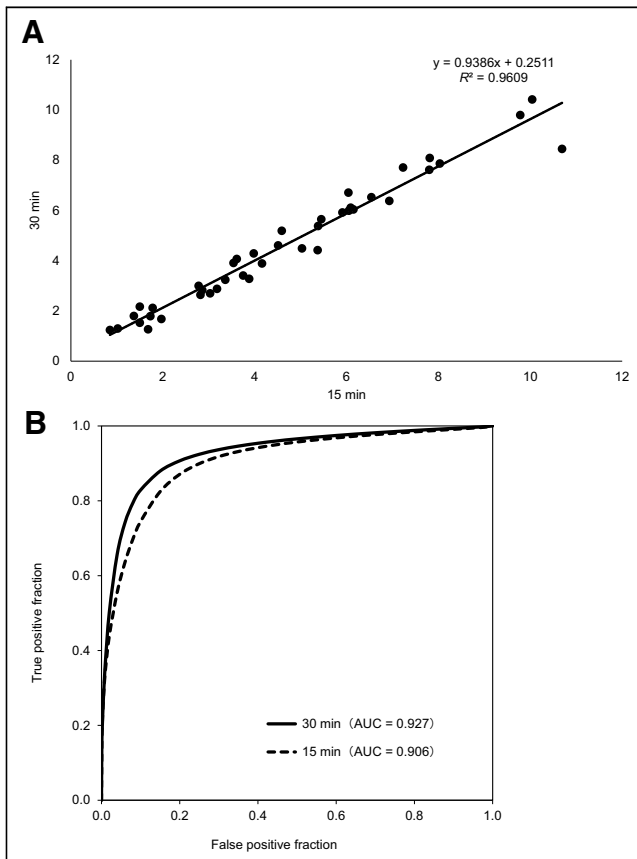 A
y = 0.9386x + 0.2511
R² = 0.9609
12
10
8
6
4
2
0
30 min
0 2 4 6 8 10 12
15 min
B
1.0
0.8
0.6
0.4
0.2
0.0
True positive fraction
30 min（AUC = 0.927）
15 min（AUC = 0.906）
0.0 0.2 0.4 0.6 0.8 1.0
False positive fraction